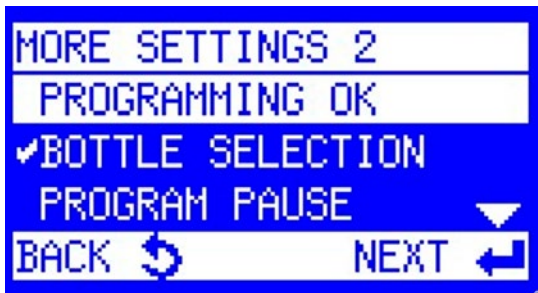 MORE SETTINGS 2
PROGRAMMING OK
BOTTLE SELECTION
PROGRAM PAUSE
BACK NEXT